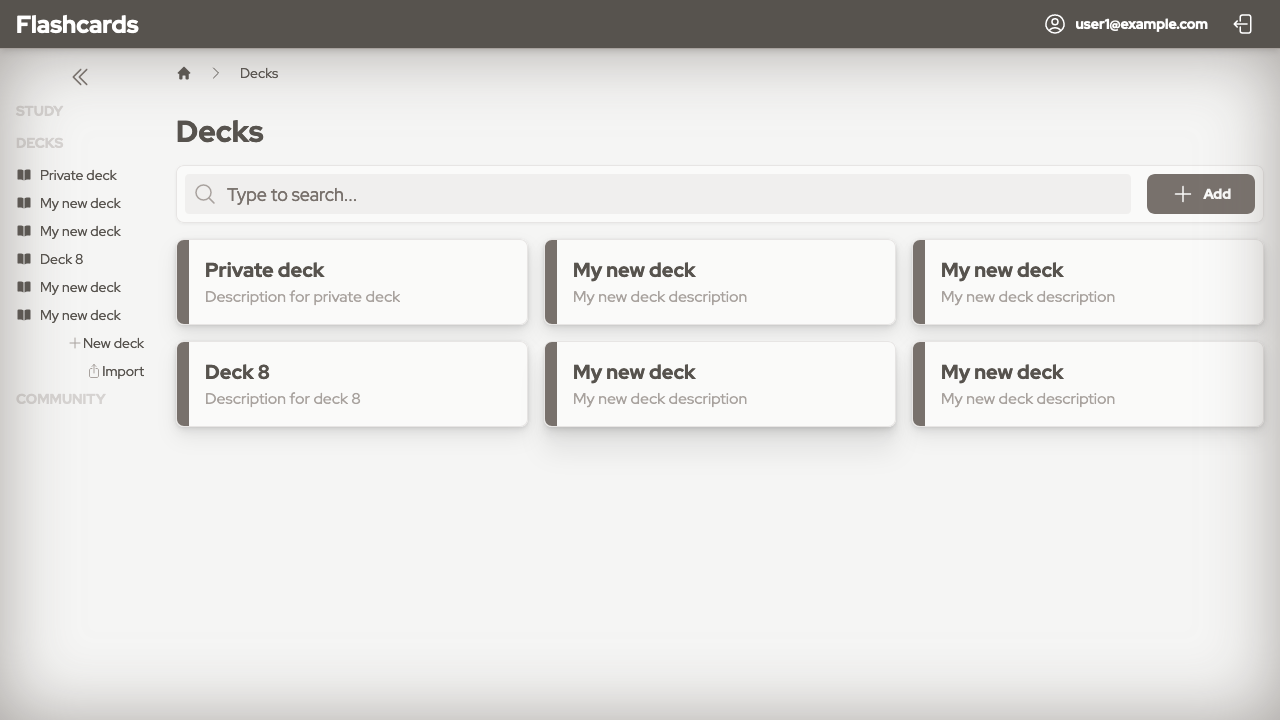 Flashcards
user1@example.com
Decks
STUDY
DECKS
Private deck
My new deck
My new deck
Deck 8
My new deck
My new deck
New deck
Import
COMMUNITY
Decks
Type to search...
Add
Private deck
Description for private deck
My new deck
My new deck description
My new deck
My new deck description
Deck 8
Description for deck 8
My new deck
My new deck description
My new deck
My new deck description